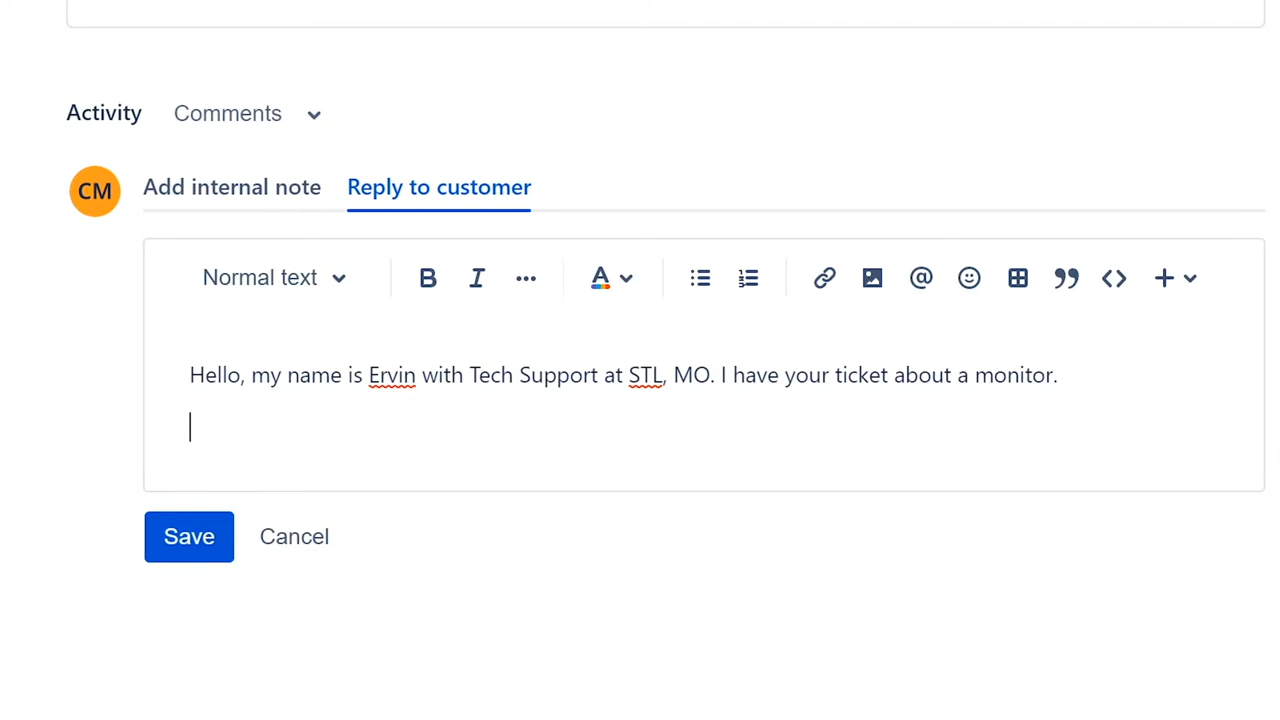 Activity Comments
CM Add internal note Reply to customer
Normal text B I ... A @
Hello, my name is Ervin with Tech Support at STL, MO. I have your ticket about a monitor.
Save Cancel